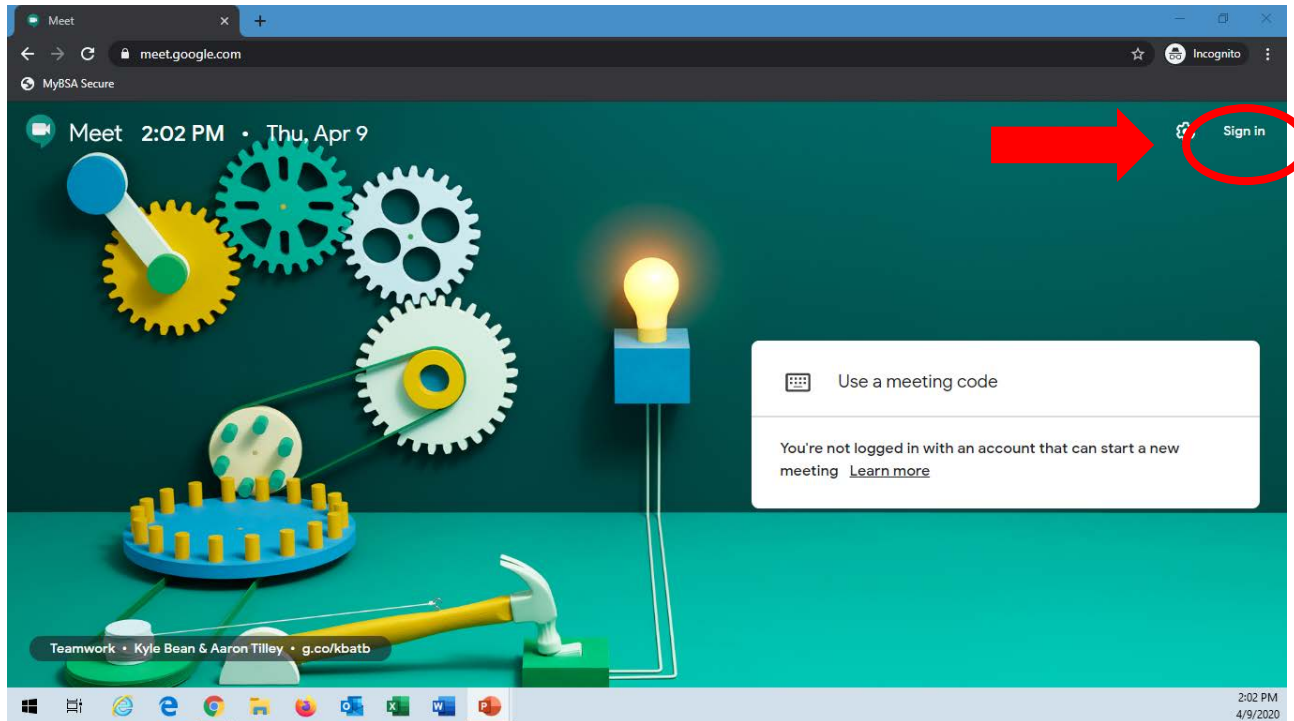 Meet
meet.google.com
Incognito
MyBSA Secure
Meet 2:02 PM • Thu, Apr 9
Sign in
Use a meeting code
You're not logged in with an account that can start a new
meeting Learn more
Teamwork • Kyle Bean & Aaron Tilley • g.co/kbatb
2:02 PM
4/9/2020